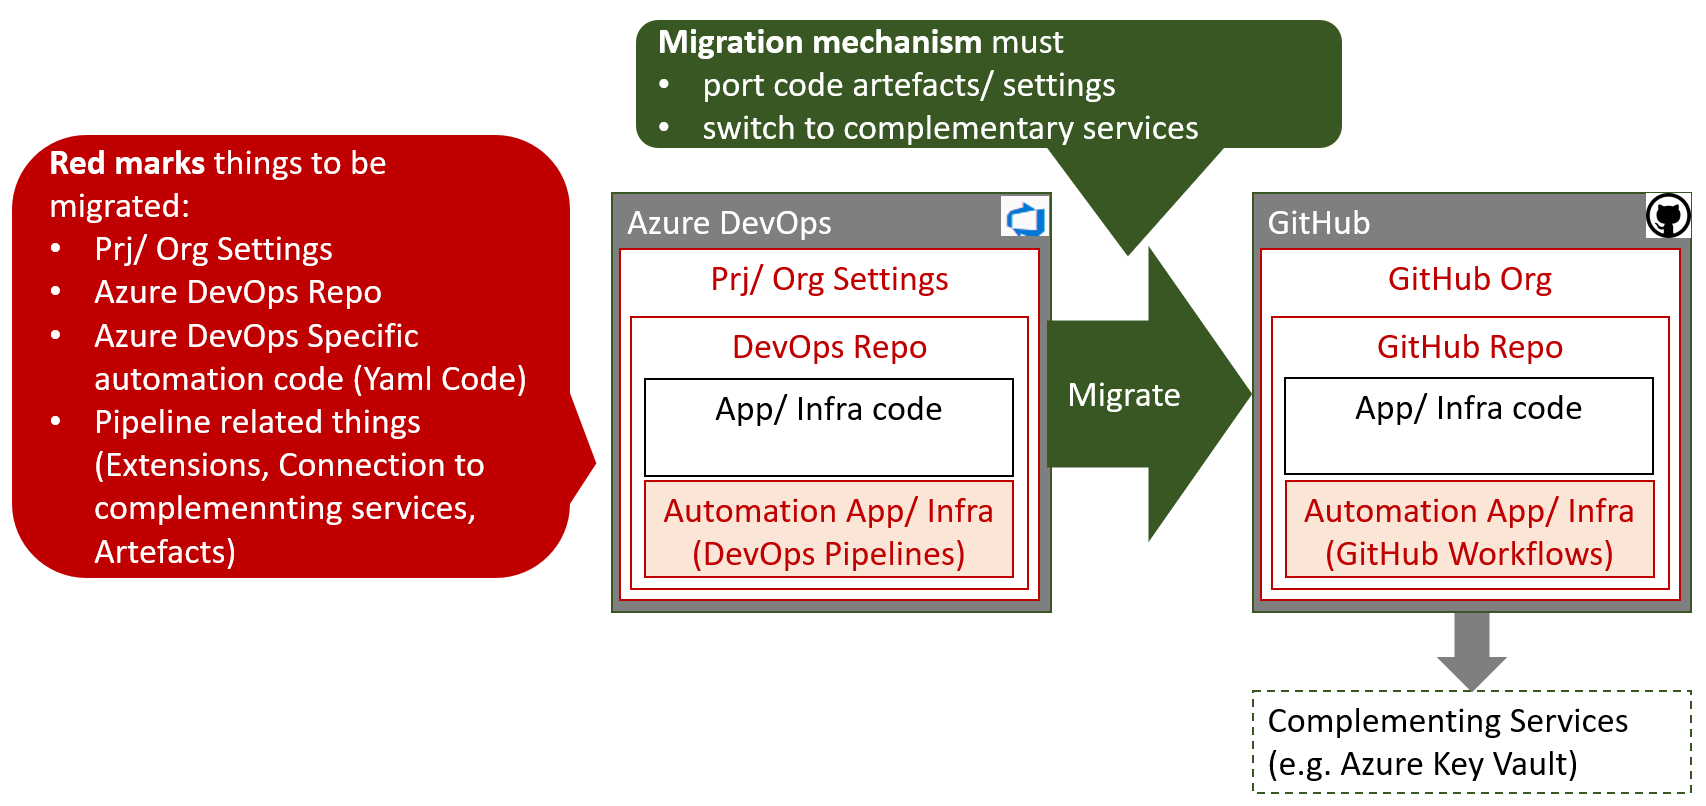 Migration mechanism must
• port code artefacts/ settings
• switch to complementary services
Red marks things to be
migrated:
• Prj/ Org Settings
• Azure DevOps Repo
• Azure DevOps Specific
automation code (Yaml Code)
• Pipeline related things
(Extensions, Connection to
complemennting services,
Artefacts)
Azure DevOps
Prj/ Org Settings
DevOps Repo
App/ Infra code
Automation App/ Infra
(DevOps Pipelines)
Migrate
GitHub
GitHub Org
GitHub Repo
App/ Infra code
Automation App/ Infra
(GitHub Workflows)
Complementing Services
(e.g. Azure Key Vault)